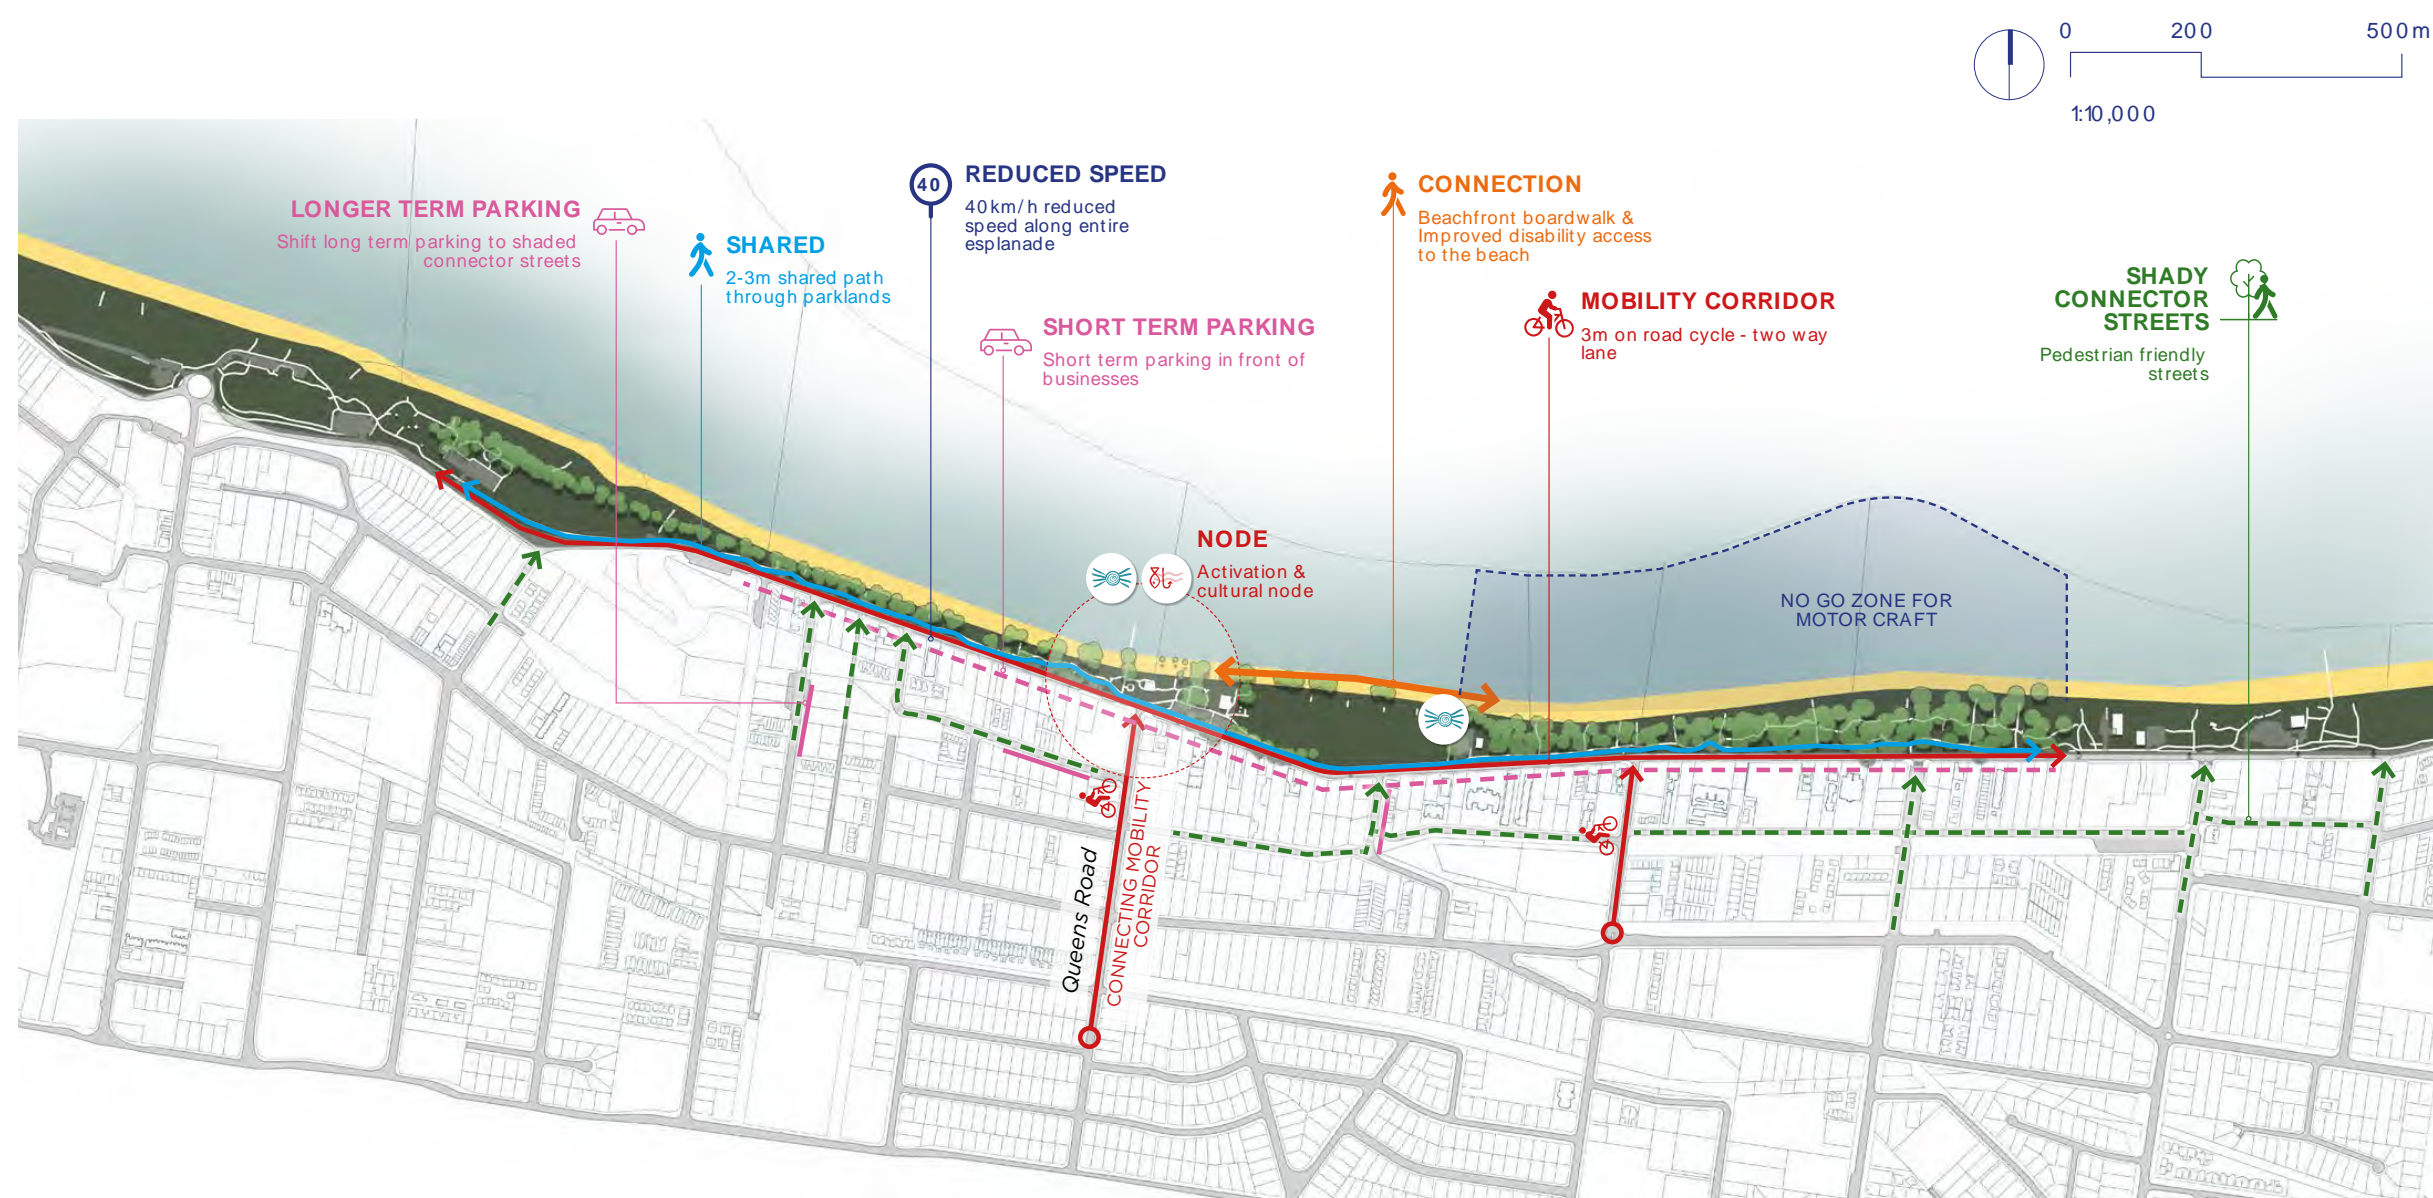 0 200 500m
1:10,000
LONGER TERM PARKING
Shift long term parking to shaded
connector streets
SHARED
2-3m shared path
through parklands
40
REDUCED SPEED
40km/h reduced
speed along entire
esplanade
SHORT TERM PARKING
Short term parking in front of
businesses
CONNECTION
Beachfront boardwalk &
Improved disability access
to the beach
MOBILITY CORRIDOR
3m on road cycle - two way
lane
SHADY
CONNECTOR
STREETS
Pedestrian friendly
streets
NODE
Activation &
cultural node
NO GO ZONE FOR
MOTOR CRAFT
Queens Road
CONNECTING MOBILITY
CORRIDOR